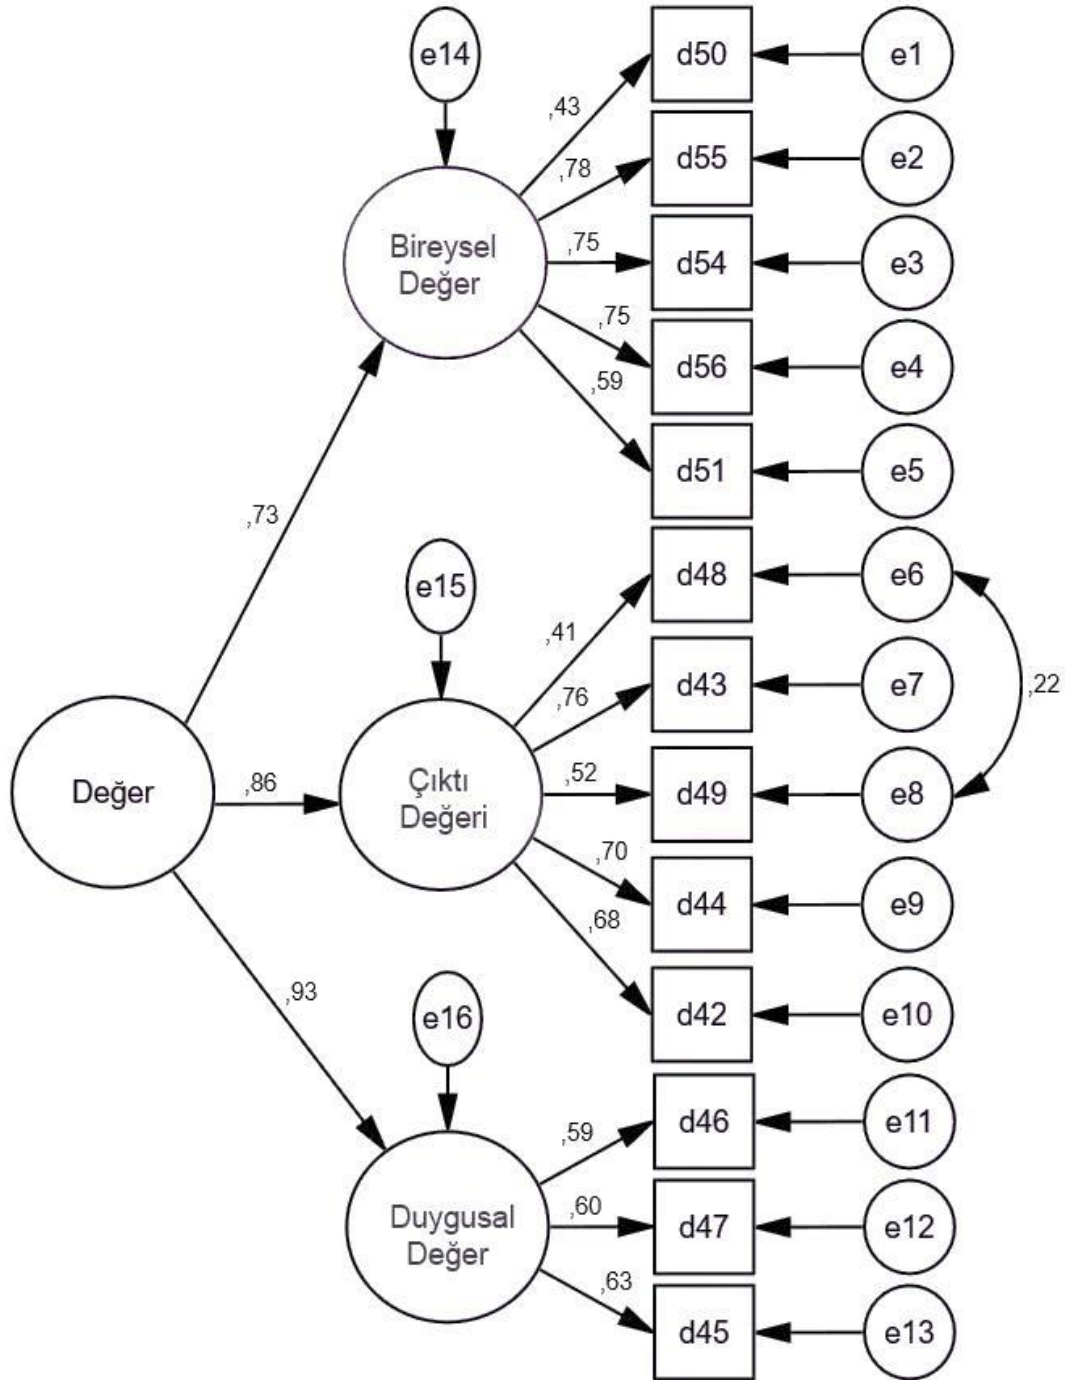 e14
d50
e1
,43
d55
e2
,78
Bireysel
Değer
,75
d54
e3
,75
d56
e4
,59
d51
e5
,73
e15
,41
d48
e6
,76
d43
e7
,22
Değer
,86
Çıktı
Değeri
,52
d49
e8
,70
d44
e9
,68
d42
e10
,93
e16
,59
d46
e11
Duygusal
Değer
,60
d47
e12
,63
d45
e13